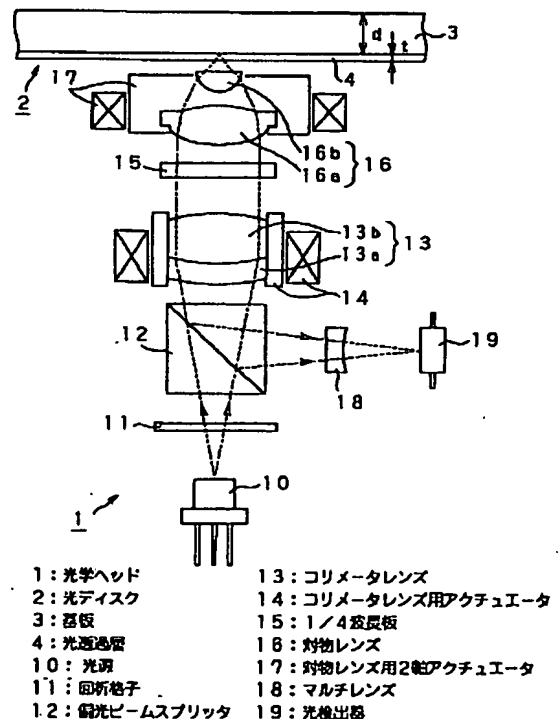 d
t
3
4
2
17
16b
16a
16
15
13b
13a
13
14
12
19
18
11
10
1
1：光学ヘッド
2：光ディスク
3：基板
4：光透過層
10：光源
11：回折格子
12：偏光ビームスプリッタ
13：コリメータレンズ
14：コリメータレンズ用アクチュエータ
15：1/4波長板
16：対物レンズ
17：対物レンズ用2軸アクチュエータ
18：マルチレンズ
19：光検出器